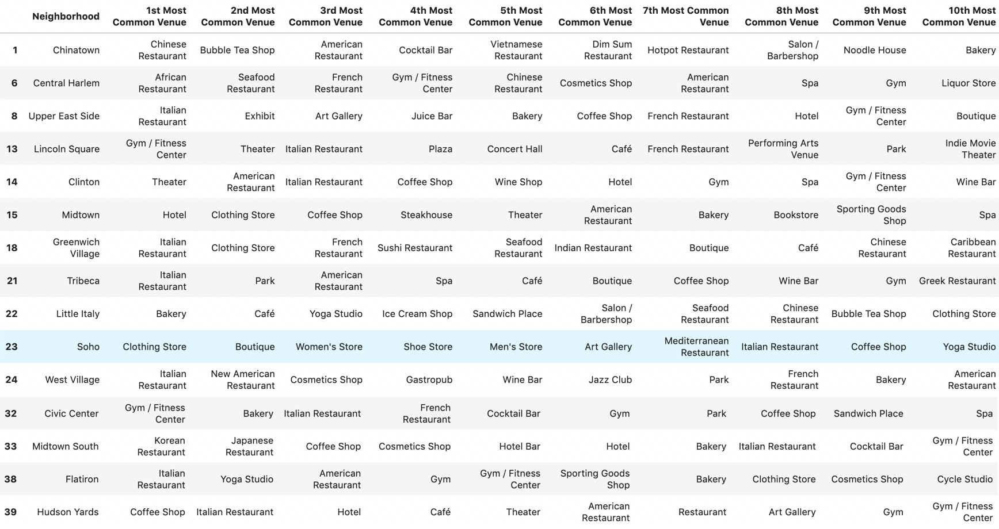 Neighborhood 1st Most Common Venue 2nd Most Common Venue 3rd Most Common Venue 4th Most Common Venue 5th Most Common Venue 6th Most Common Venue 7th Most Common Venue 8th Most Common Venue 9th Most Common Venue 10th Most Common Venue
1 Chinatown Chinese Restaurant Bubble Tea Shop American Restaurant Cocktail Bar Vietnamese Restaurant Dim Sum Restaurant Hotpot Restaurant Salon / Barbershop Noodle House Bakery
6 Central Harlem African Restaurant Seafood Restaurant French Restaurant Gym / Fitness Center Chinese Restaurant Cosmetics Shop American Restaurant Spa Gym Liquor Store
8 Upper East Side Italian Restaurant Exhibit Art Gallery Juice Bar Bakery Coffee Shop French Restaurant Hotel Gym / Fitness Center Boutique
13 Lincoln Square Gym / Fitness Center Theater Italian Restaurant Plaza Concert Hall Café French Restaurant Performing Arts Venue Park Indie Movie Theater
14 Clinton Theater American Restaurant Italian Restaurant Coffee Shop Wine Shop Hotel Gym Spa Gym / Fitness Center Wine Bar
15 Midtown Hotel Clothing Store Coffee Shop Steakhouse Theater American Restaurant Bakery Bookstore Sporting Goods Shop Spa
18 Greenwich Village Italian Restaurant Clothing Store French Restaurant Sushi Restaurant Seafood Restaurant Indian Restaurant Boutique Café Chinese Restaurant Caribbean Restaurant
21 Tribeca Italian Restaurant Park American Restaurant Spa Café Boutique Coffee Shop Wine Bar Gym Greek Restaurant
22 Little Italy Bakery Café Yoga Studio Ice Cream Shop Sandwich Place Salon / Barbershop Seafood Restaurant Chinese Restaurant Bubble Tea Shop Clothing Store
23 Soho Clothing Store Boutique Women's Store Shoe Store Men's Store Art Gallery Mediterranean Restaurant Italian Restaurant Coffee Shop Yoga Studio
24 West Village Italian Restaurant New American Restaurant Cosmetics Shop Gastropub Wine Bar Jazz Club Park French Restaurant Bakery American Restaurant
32 Civic Center Gym / Fitness Center Bakery Italian Restaurant French Restaurant Cocktail Bar Gym Park Coffee Shop Sandwich Place Spa
33 Midtown South Korean Restaurant Japanese Restaurant Coffee Shop Cosmetics Shop Hotel Bar Hotel Bakery Italian Restaurant Cocktail Bar Gym / Fitness Center
38 Flatiron Italian Restaurant Yoga Studio American Restaurant Gym Gym / Fitness Center Sporting Goods Shop Bakery Clothing Store Cosmetics Shop Cycle Studio
39 Hudson Yards Coffee Shop Italian Restaurant Hotel Café Theater American Restaurant Restaurant Art Gallery Gym Gym / Fitness Center